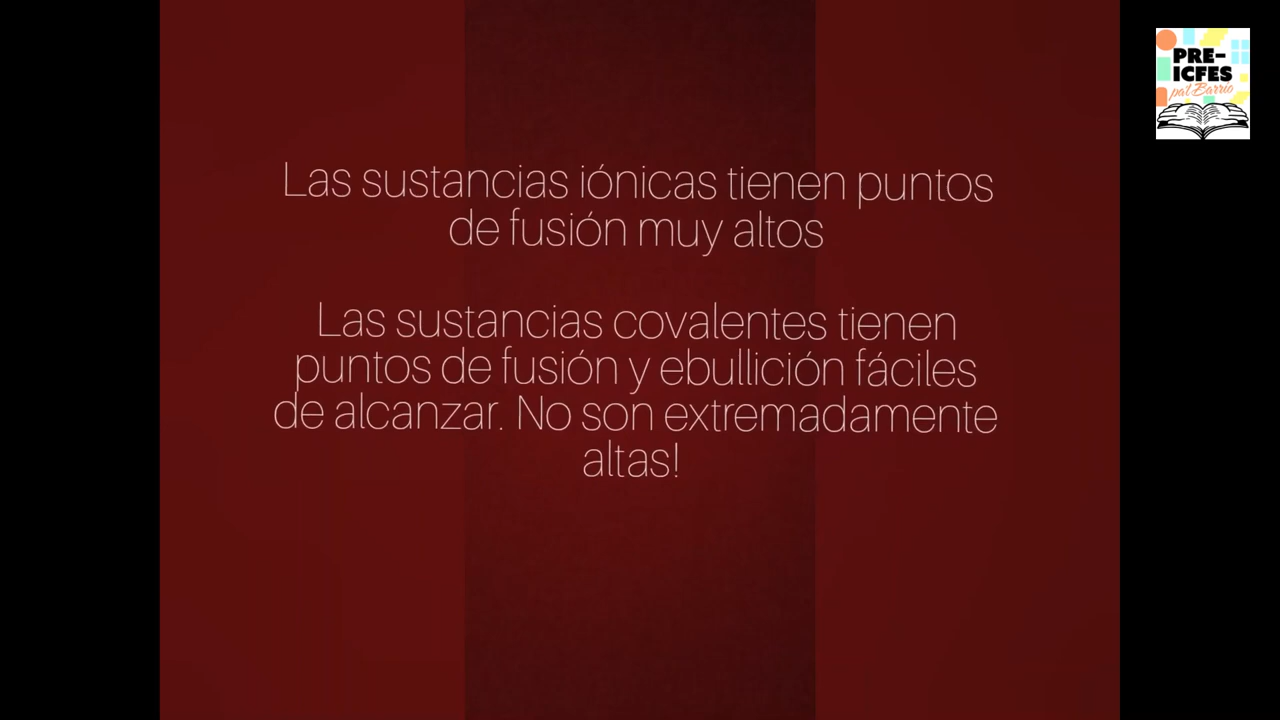 PRE-
ICFES
pa'l Barrio
Las sustancias iónicas tienen puntos
de fusión muy altos
Las sustancias covalentes tienen
puntos de fusión y ebullición fáciles
de alcanzar. No son extremadamente
altas!